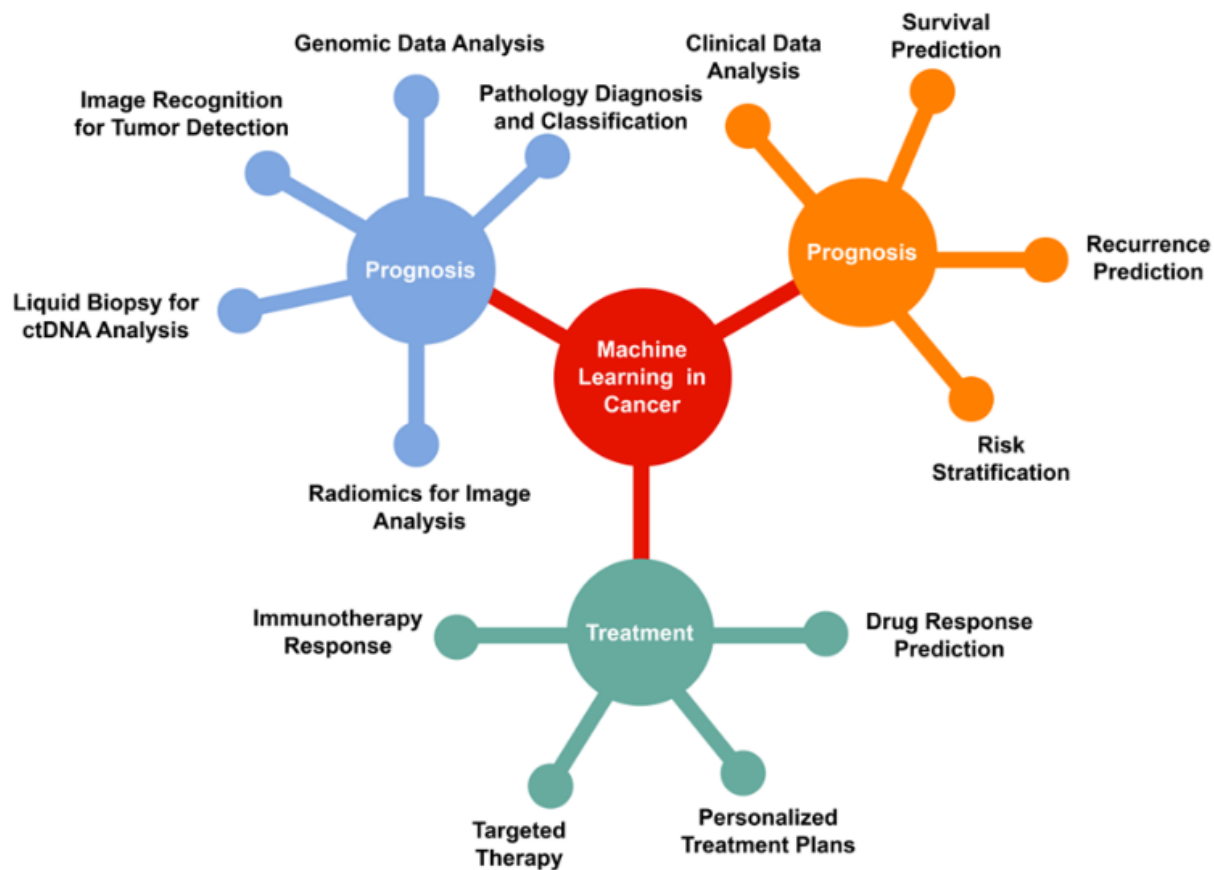 Genomic Data Analysis
Image Recognition
for Tumor Detection
Pathology Diagnosis
and Classification
Liquid Biopsy for
ctDNA Analysis
Prognosis
Radiomics for Image
Analysis
Clinical Data
Analysis
Survival
Prediction
Prognosis
Recurrence
Prediction
Risk
Stratification
Machine
Learning in
Cancer
Immunotherapy
Response
Treatment
Drug Response
Prediction
Targeted
Therapy
Personalized
Treatment Plans